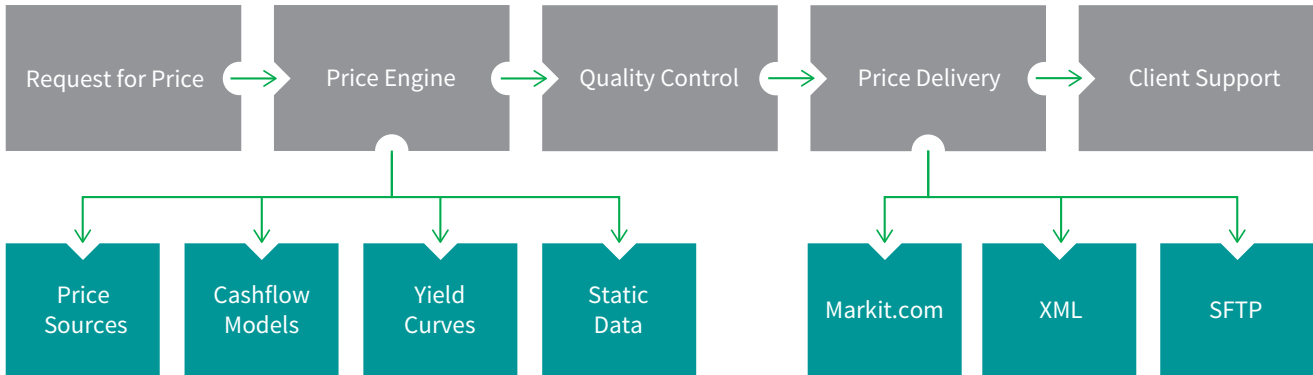 Request for Price
Price Engine
Quality Control
Price Delivery
Client Support
Price
Sources
Cashflow
Models
Yield
Curves
Static
Data
Markit.com
XML
SFTP